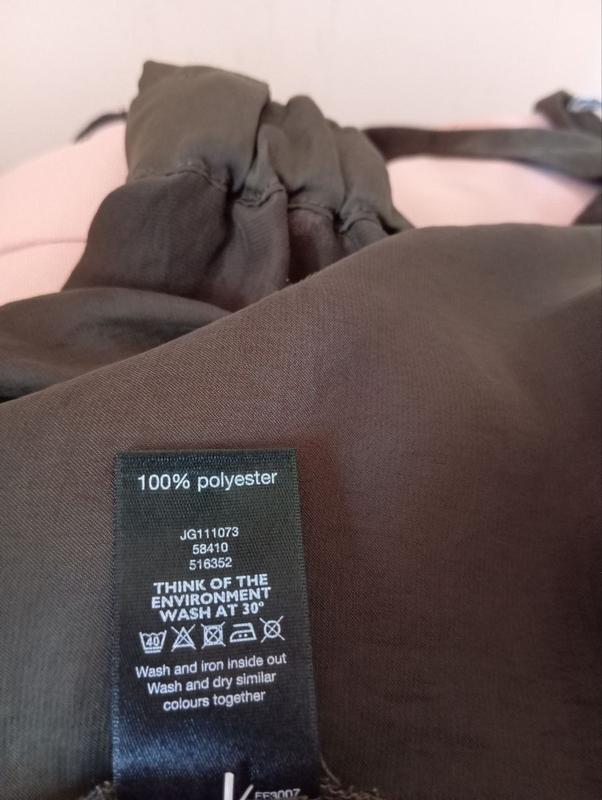 100% polyester
JG111073
58410
516352
THINK OF THE
ENVIRONMENT
WASH AT 30°
40
Wash and iron inside out
Wash and dry similar
colours together